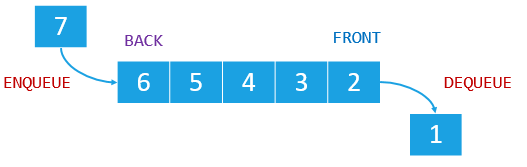 7
BACK
FRONT
ENQUEUE
6 5 4 3 2
DEQUEUE
1